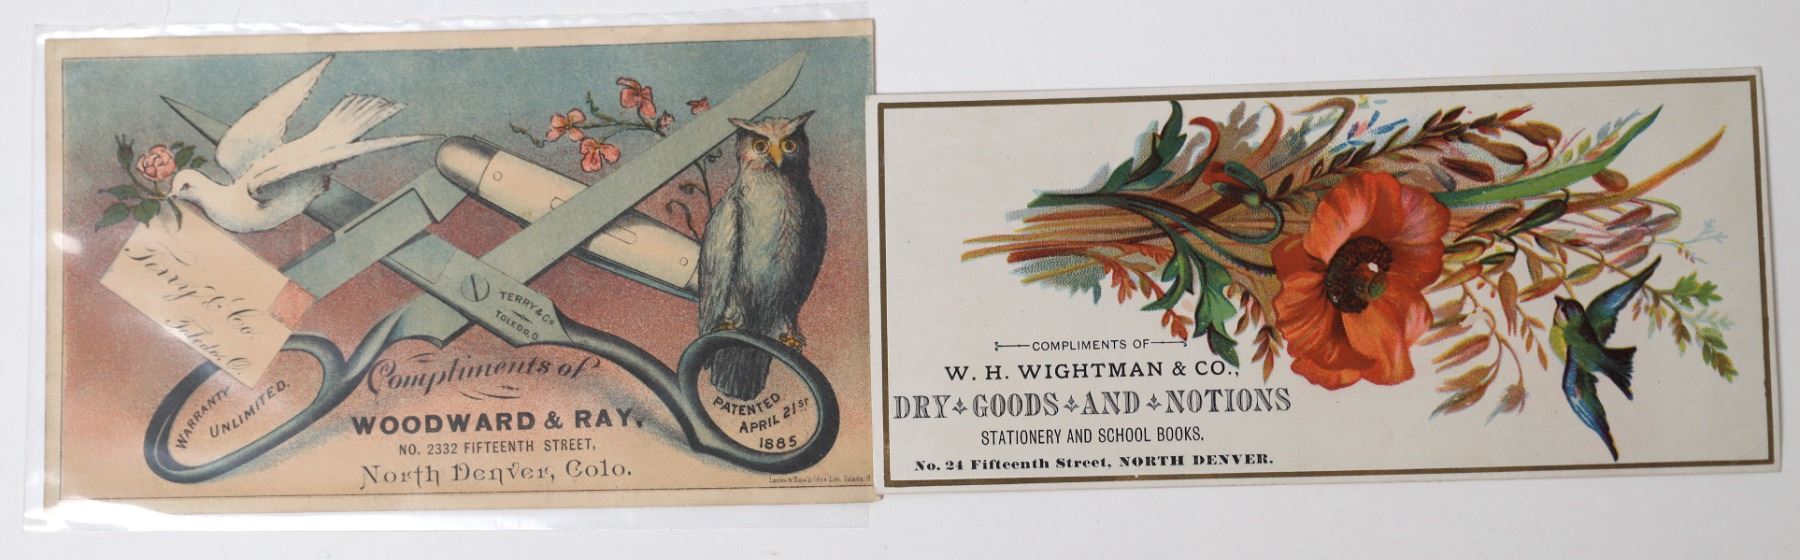 Terry & Co.
Toledo, O.
TERRY & Co
TOLEDO, O.
WARRANTY
UNLIMITED.
PATENTED
APRIL 21ST
1885
Compliments of
WOODWARD & RAY,
NO. 2332 FIFTEENTH STREET,
North Denver, Colo.
COMPLIMENTS OF
W. H. WIGHTMAN & CO.,
DRY GOODS AND NOTIONS
STATIONERY AND SCHOOL BOOKS.
No. 24 Fifteenth Street, NORTH DENVER.